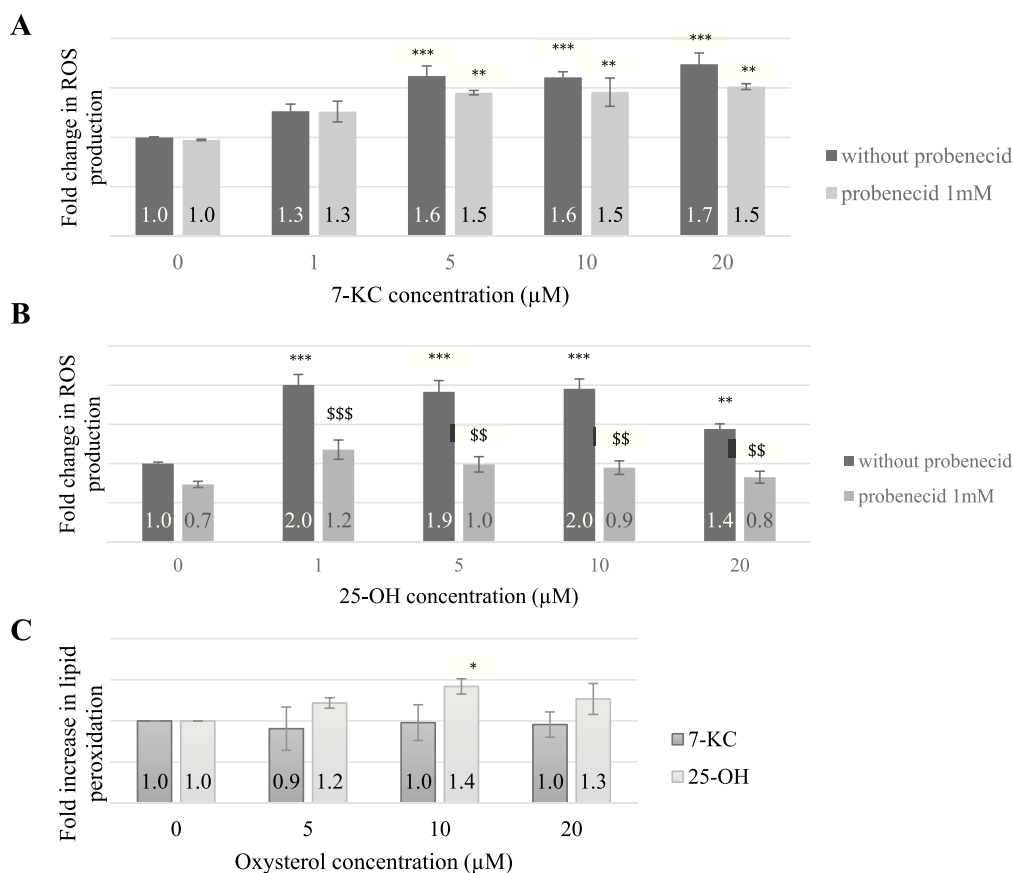 A
Fold change in ROS
production
*** ** *** ** *** **
1.0 1.0 1.3 1.3 1.6 1.5 1.6 1.5 1.7 1.5
0 1 5 10 20
7-KC concentration (µM)
without probenecid
probenecid 1mM
B
Fold change in ROS
production
*** *** *** **
$$$ $$ $$ $$
1.0 0.7 2.0 1.2 1.9 1.0 2.0 0.9 1.4 0.8
0 1 5 10 20
25-OH concentration (µM)
without probenecid
probenecid 1mM
C
Fold increase in lipid
peroxidation
*
1.0 1.0 0.9 1.2 1.0 1.4 1.0 1.3
0 5 10 20
Oxysterol concentration (µM)
7-KC
25-OH